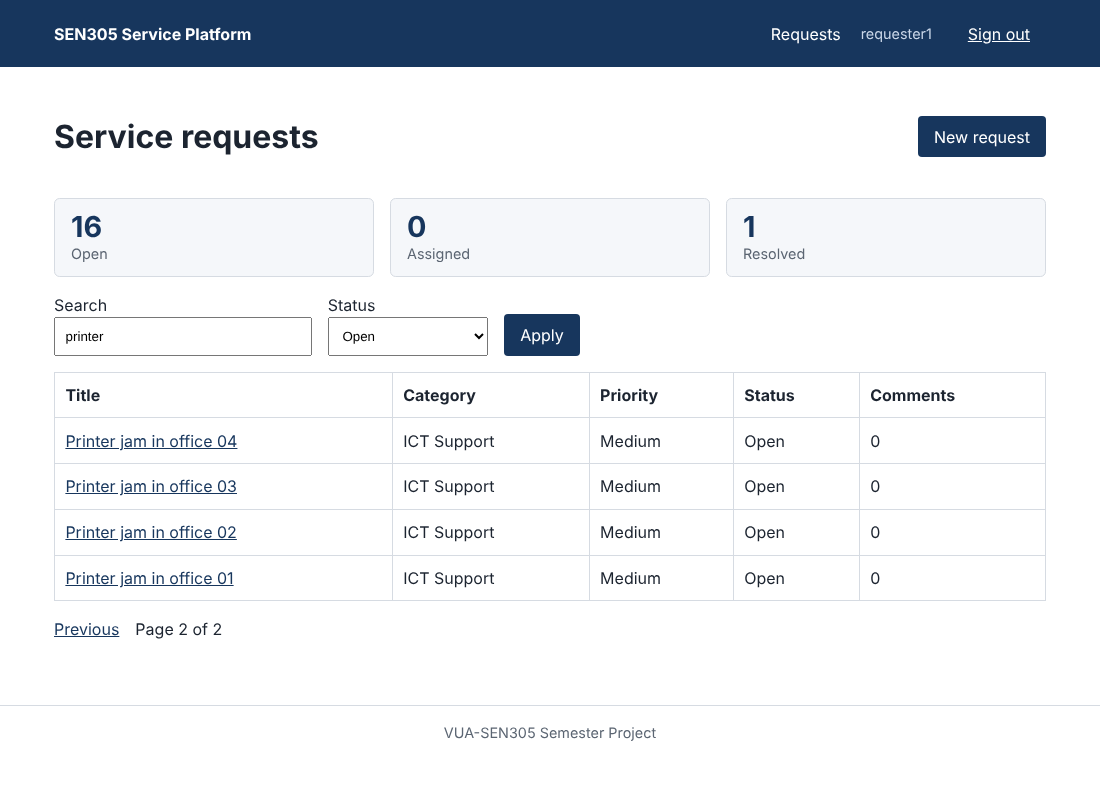 SEN305 Service Platform Requests requester1 Sign out
Service requests New request
16 0 1
Open Assigned Resolved
Search Status
printer Open Apply
Title Category Priority Status Comments
Printer jam in office 04 ICT Support Medium Open 0
Printer jam in office 03 ICT Support Medium Open 0
Printer jam in office 02 ICT Support Medium Open 0
Printer jam in office 01 ICT Support Medium Open 0
Previous Page 2 of 2
VUA-SEN305 Semester Project